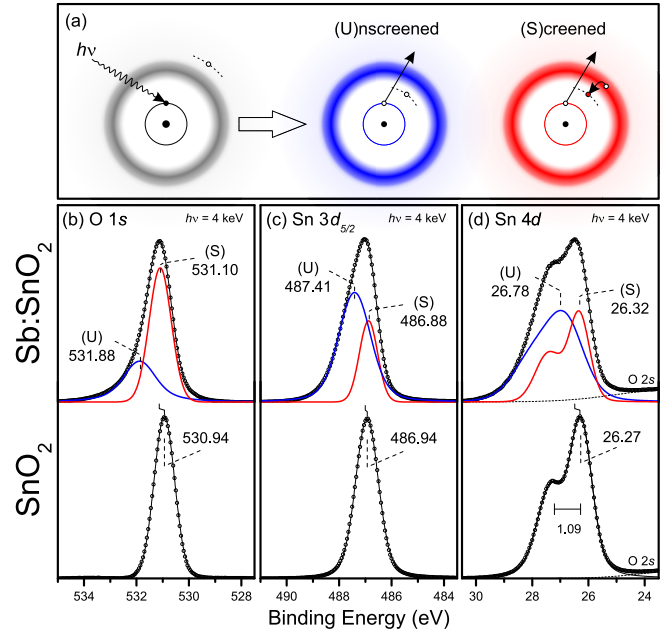 (a)
hν
(U)nscreened
(S)creened
(b) O 1s
hν = 4 keV
(S)
531.10
(U)
531.88
(c) Sn 3d5/2
hν = 4 keV
(U)
487.41
(S)
486.88
(d) Sn 4d
hν = 4 keV
(U)
26.78
(S)
26.32
O 2s
Sb:SnO2
530.94
486.94
26.27
1.09
O 2s
SnO2
534 532 530 528
490 488 486 484
30 28 26 24
Binding Energy (eV)